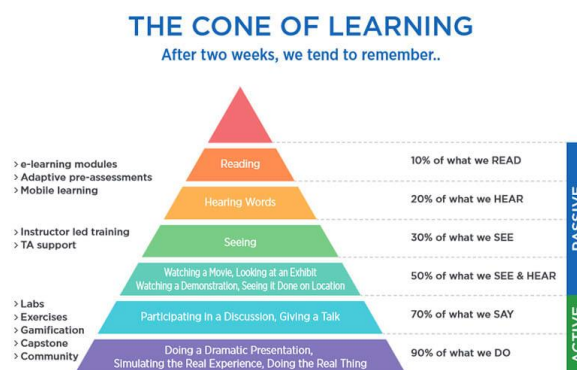 THE CONE OF LEARNING
After two weeks, we tend to remember..
> e-learning modules
> Adaptive pre-assessments
> Mobile learning
Reading
10% of what we READ
Hearing Words
20% of what we HEAR
> Instructor led training
> TA support
Seeing
30% of what we SEE
Watching a Movie, Looking at an Exhibit
Watching a Demonstration, Seeing it Done on Location
50% of what we SEE & HEAR
> Labs
> Exercises
> Gamification
> Capstone
> Community
Participating in a Discussion, Giving a Talk
70% of what we SAY
Doing a Dramatic Presentation,
Simulating the Real Experience, Doing the Real Thing
90% of what we DO
PASSIVE
ACTIVE